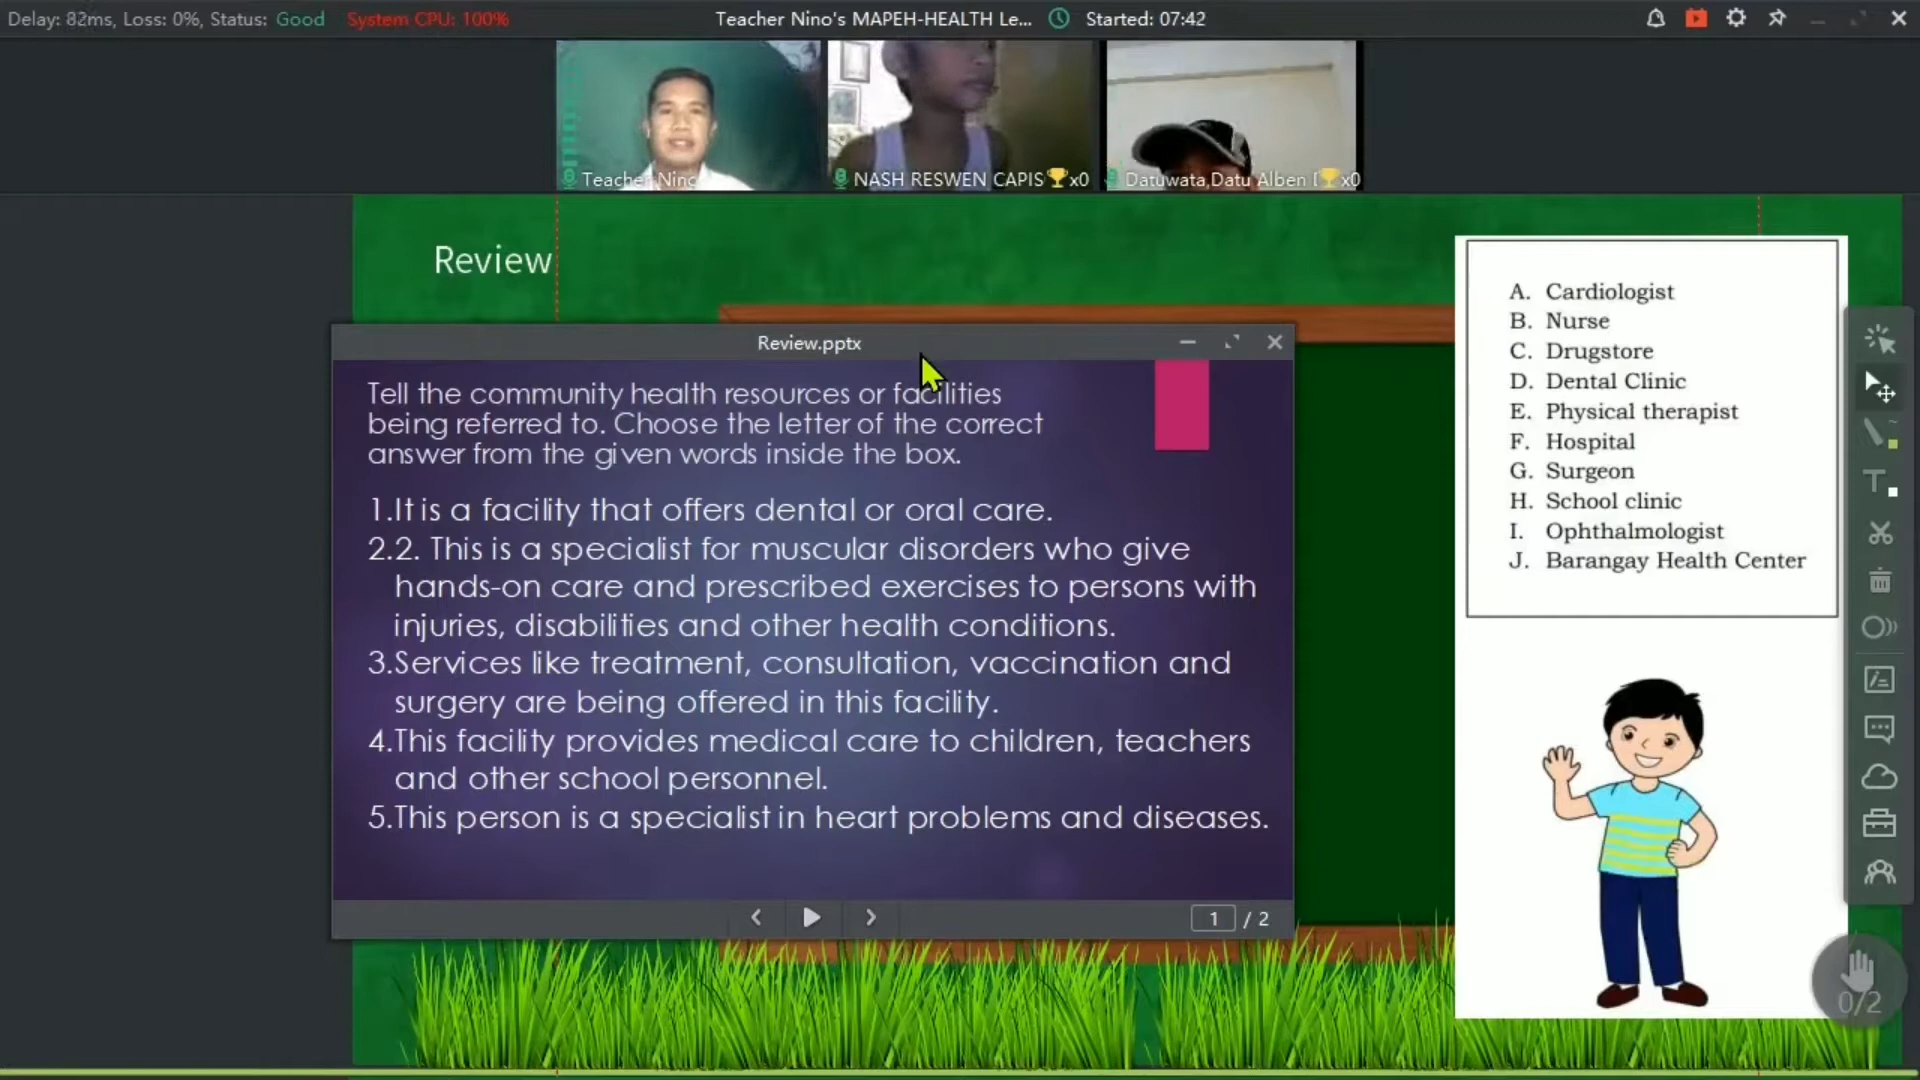 Delay: 82ms, Loss: 0%, Status: Good System CPU: 100% Teacher Nino's MAPEH-HEALTH Le... Started: 07:42
Teacher Nino
NASH RESWEN CAPIS x0
Datuwata,Datu Alben x0
Review
Review.pptx
Tell the community health resources or facilities
being referred to. Choose the letter of the correct
answer from the given words inside the box.
1.It is a facility that offers dental or oral care.
2.2. This is a specialist for muscular disorders who give
hands-on care and prescribed exercises to persons with
injuries, disabilities and other health conditions.
3.Services like treatment, consultation, vaccination and
surgery are being offered in this facility.
4.This facility provides medical care to children, teachers
and other school personnel.
5.This person is a specialist in heart problems and diseases.
1 / 2
A. Cardiologist
B. Nurse
C. Drugstore
D. Dental Clinic
E. Physical therapist
F. Hospital
G. Surgeon
H. School clinic
I. Ophthalmologist
J. Barangay Health Center
0/2